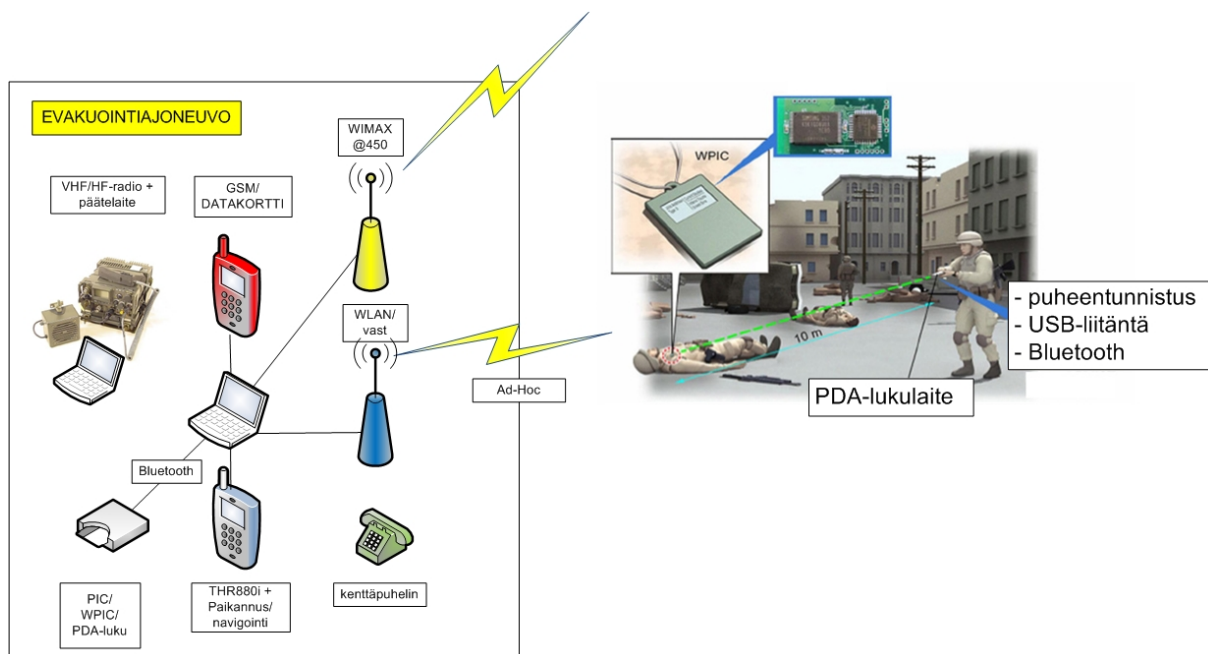 EVAKUOINTIAJONEUVO
VHF/HF-radio +
päätelaite
GSM/
DATAKORTTI
WIMAX
@450
WLAN/
vast
Ad-Hoc
Bluetooth
PIC/
WPIC/
PDA-luku
THR880i +
Paikannus/
navigointi
kenttäpuhelin
WPIC
10 m
- puheentunnistus
- USB-liitäntä
- Bluetooth
PDA-lukulaite